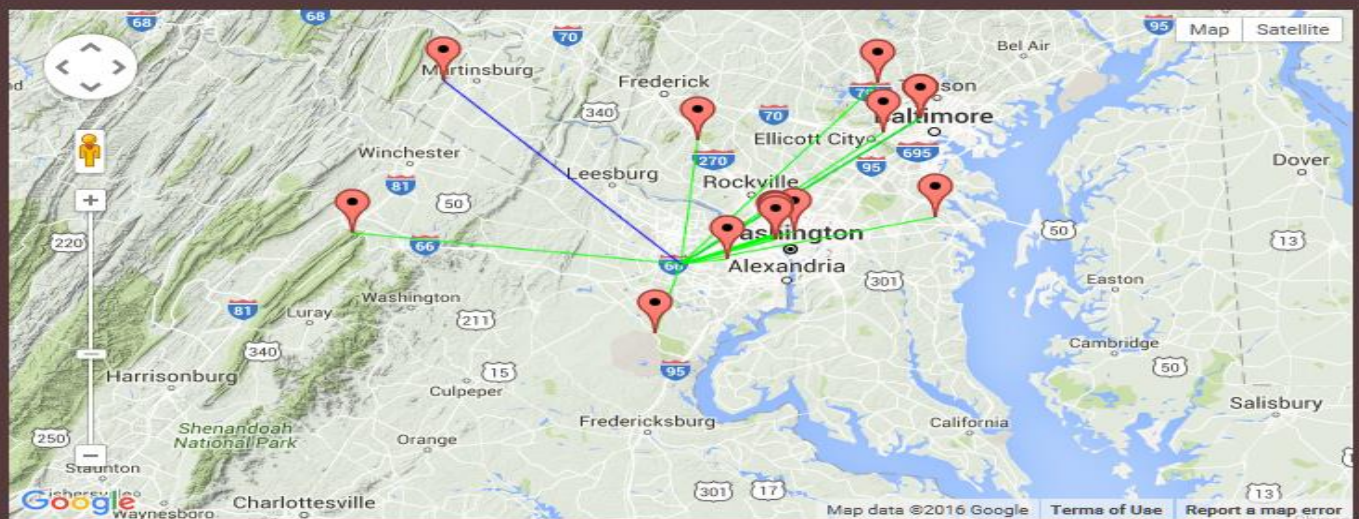 68
68
70
95
Map
Satellite
Bel Air
Martinsburg
Frederick
70
son
340
70
Baltimore
Ellicott City
Winchester
270
95
695
Dover
Leesburg
Rockville
81
50
220
66
Washington
50
13
66
Alexandria
301
Easton
Washington
81
Luray
211
340
Cambridge
15
95
50
Harrisonburg
Culpeper
Salisbury
Fredericksburg
California
Shenandoah
National Park
250
Orange
Staunton
Google
Waynesboro
Charlottesville
301
17
13
Map data ©2016 Google
Terms of Use
Report a map error